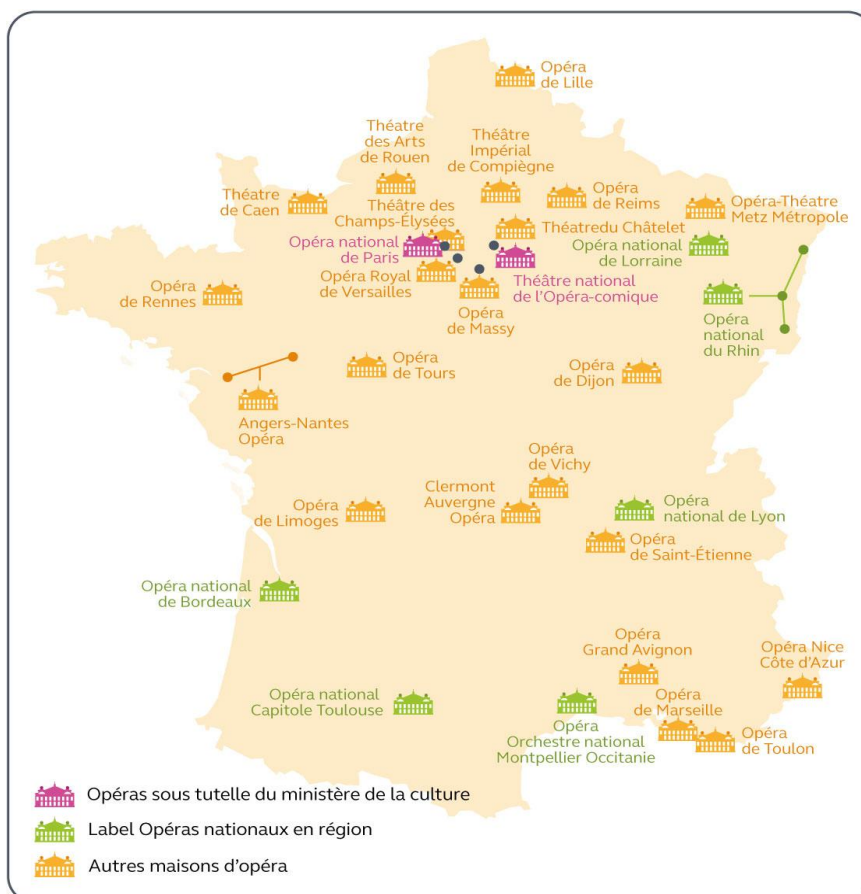 Opéra
de Lille
Théatre
des Arts
de Rouen
Théâtre
Impérial
de Compiègne
Théatre
de Caen
Opéra
de Reims
Opéra-Théatre
Metz Métropole
Théâtre des
Champs-Élysées
Théatredu Châtelet
Opéra national
de Paris
Opéra national
de Lorraine
Opéra Royal
de Versailles
Théâtre national
de l'Opéra-comique
Opéra
de Rennes
Opéra
de Massy
Opéra
national
du Rhin
Opéra
de Tours
Opéra
de Dijon
Angers-Nantes
Opéra
Opéra
de Vichy
Clermont
Auvergne
Opéra
Opéra
de Limoges
Opéra
national de Lyon
Opéra
de Saint-Étienne
Opéra national
de Bordeaux
Opéra
Grand Avignon
Opéra Nice
Côte d'Azur
Opéra national
Capitole Toulouse
Opéra
de Marseille
Opéra
Orchestre national
Montpellier Occitanie
Opéra
de Toulon
Opéras sous tutelle du ministère de la culture
Label Opéras nationaux en région
Autres maisons d'opéra